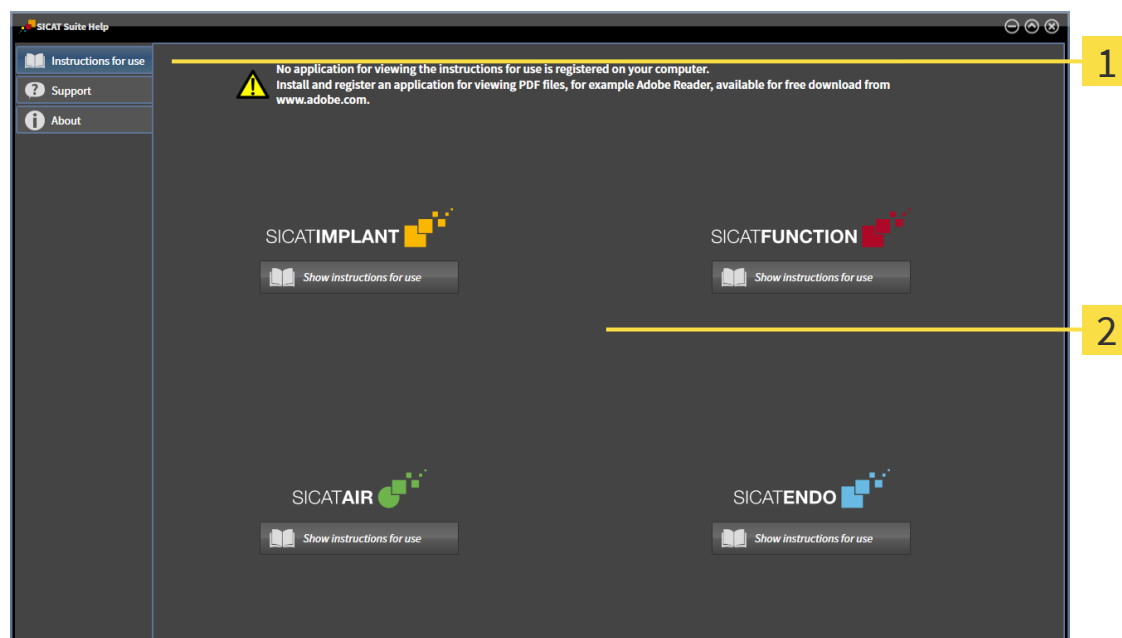 SICAT Suite Help
Instructions for use
Support
About
No application for viewing the instructions for use is registered on your computer.
Install and register an application for viewing PDF files, for example Adobe Reader, available for free download from
www.adobe.com.
1
SICATIMPLANT
SICATFUNCTION
Show instructions for use
Show instructions for use
2
SICATAIR
SICATENDO
Show instructions for use
Show instructions for use